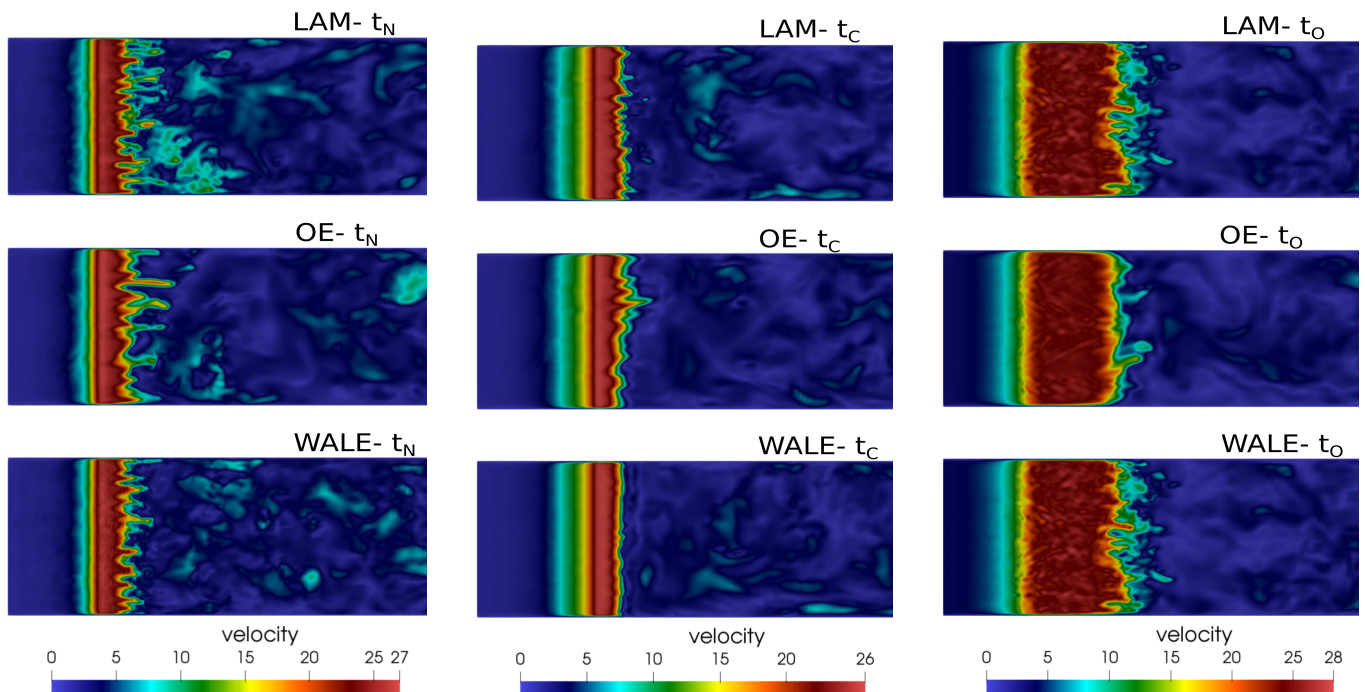 LAM- tN LAM- tC LAM- tO
OE- tN OE- tC OE- tO
WALE- tN WALE- tC WALE- tO
velocity velocity velocity
0 5 10 15 20 25 27 0 5 10 15 20 26 0 5 10 15 20 25 28